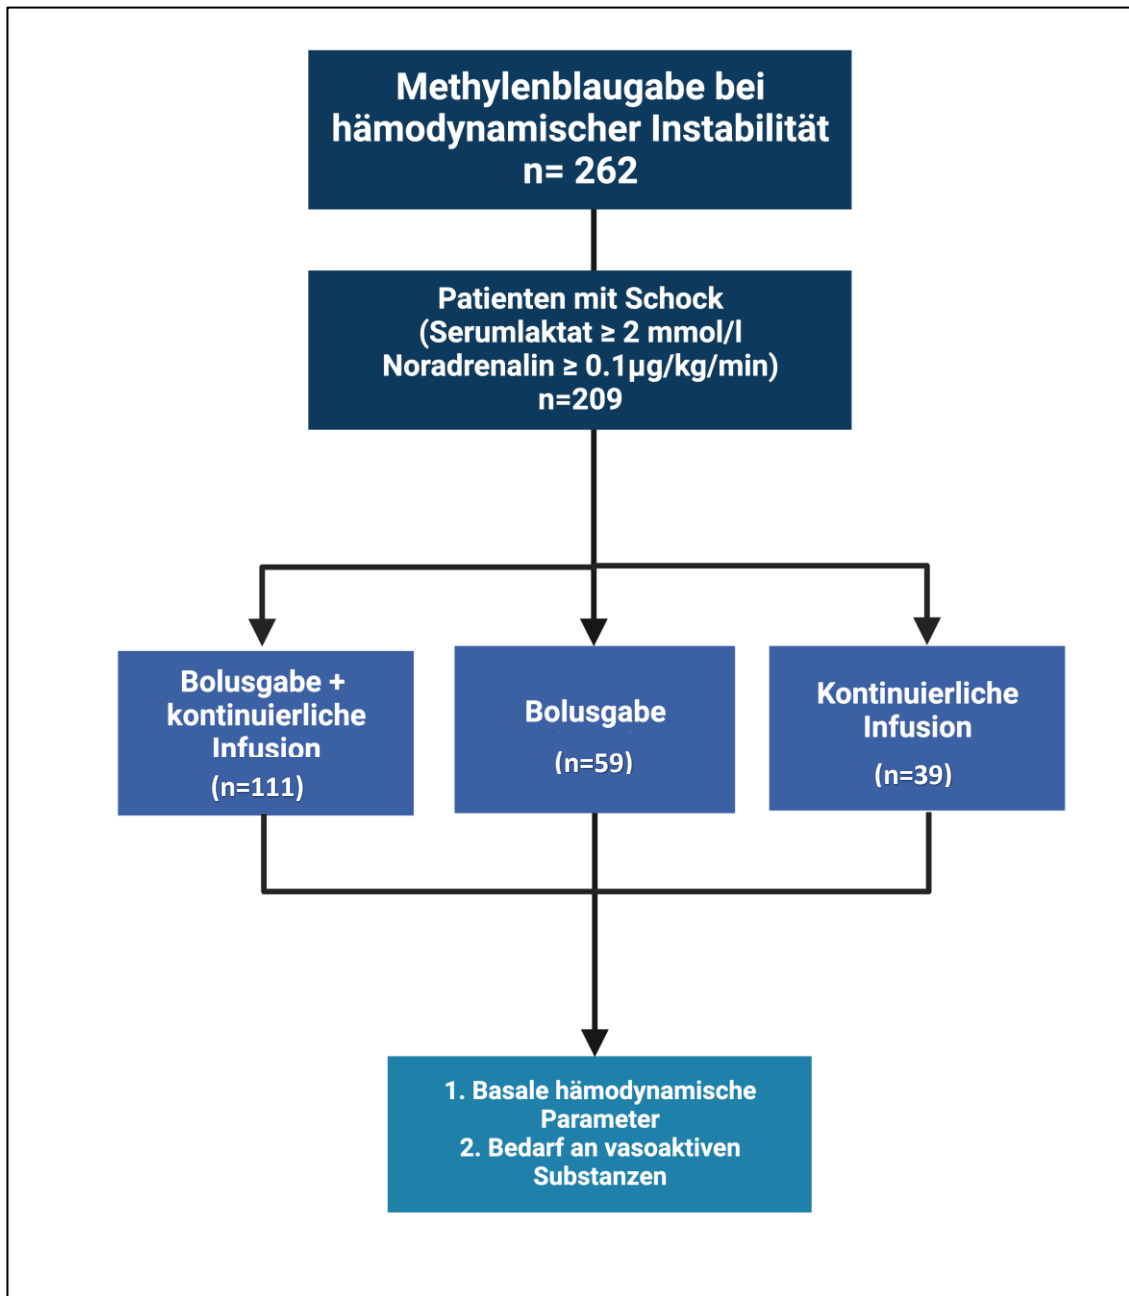 Methylenblaugabe bei
hämodynamischer Instabilität
n= 262
Patienten mit Schock
(Serumlaktat ≥ 2 mmol/l
Noradrenalin ≥ 0.1µg/kg/min)
n=209
Bolusgabe +
kontinuierliche
Infusion
(n=111)
Bolusgabe
(n=59)
Kontinuierliche
Infusion
(n=39)
1. Basale hämodynamische
Parameter
2. Bedarf an vasoaktiven
Substanzen